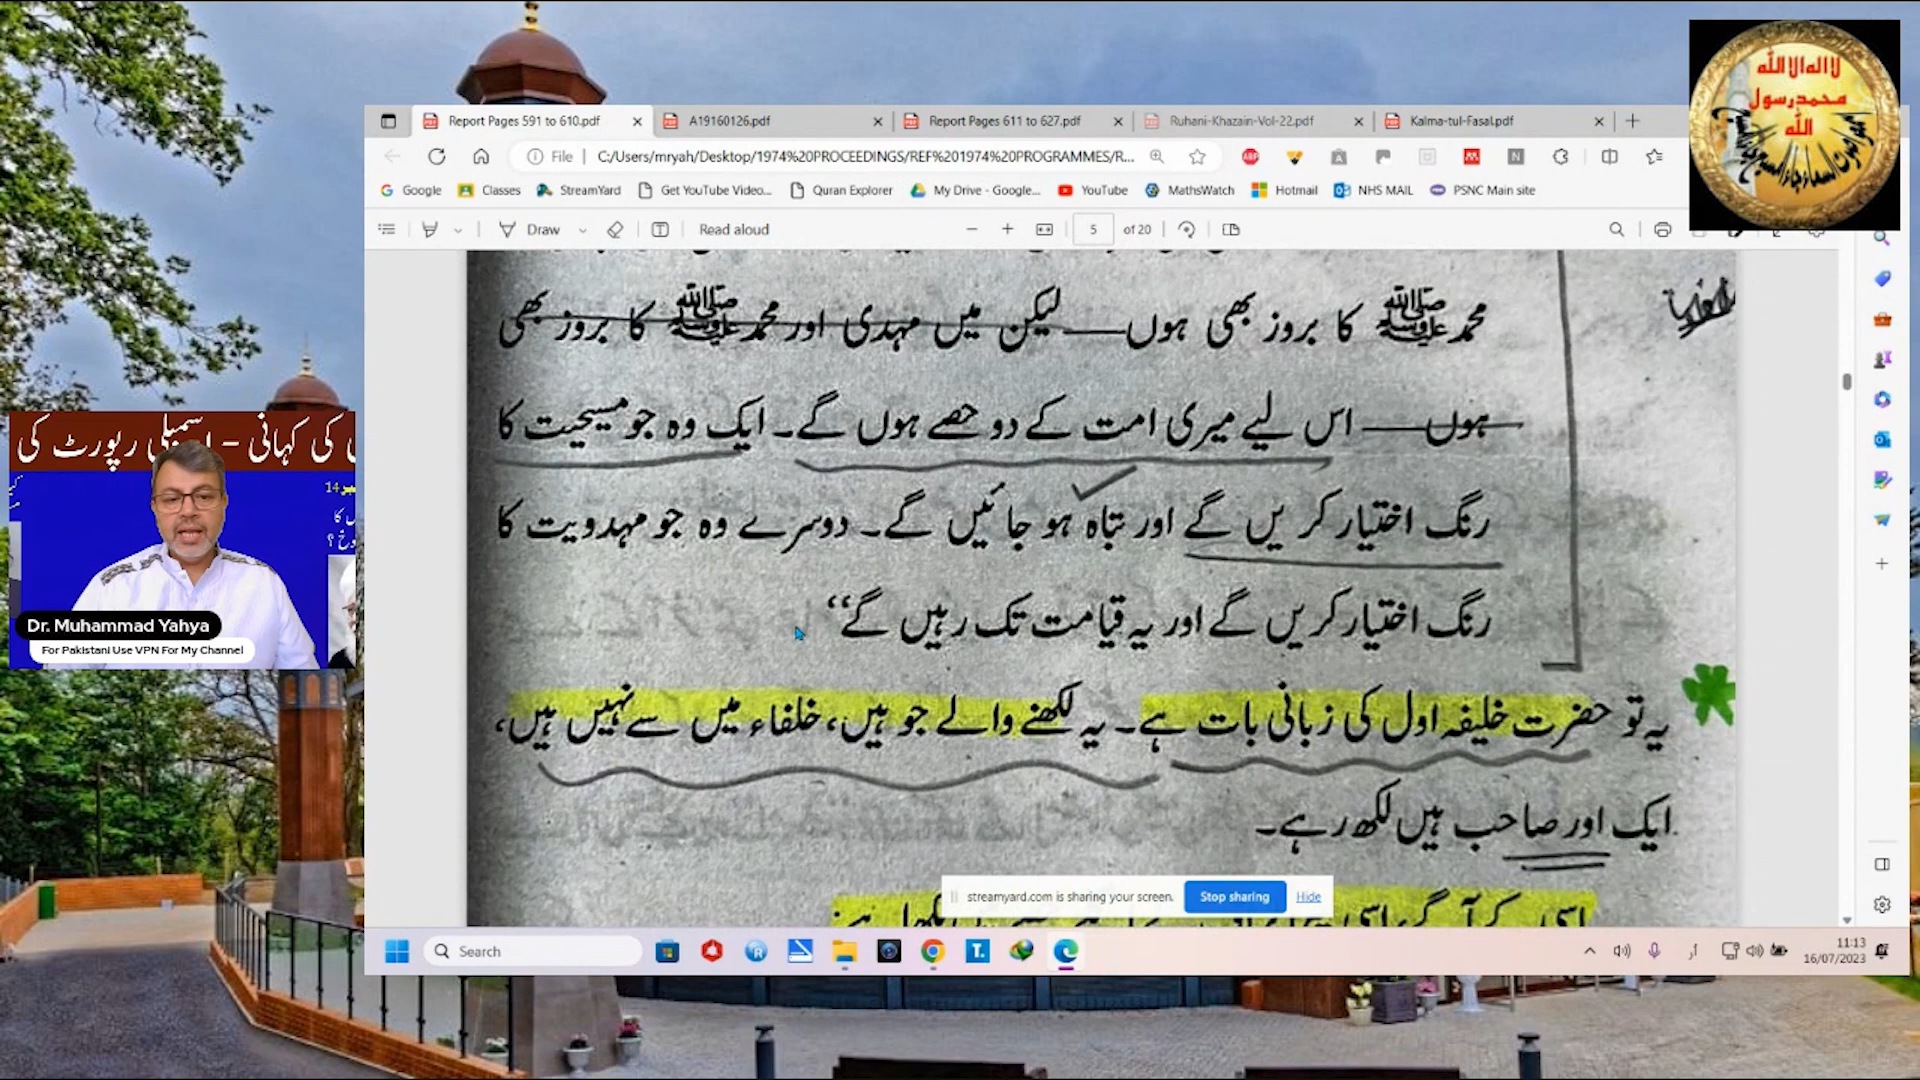 لا اله الا الله
محمد رسول
الله
Report Pages 591 to 610.pdf
A19160126.pdf
Report Pages 611 to 627.pdf
Ruhani-Khazain-Vol-22.pdf
Kalma-tul-Fasal.pdf
File
C:/Users/mryah/Desktop/1974%20PROCEEDINGS/REF%201974%20PROGRAMMES/R...
Google
Classes
StreamYard
Get YouTube Video...
Quran Explorer
My Drive - Google...
YouTube
MathsWatch
Hotmail
NHS MAIL
PSNC Main site
Draw
Read aloud
5
of 20
محمد ﷺ کا بروز بھی ہوں — لیکن میں مہدی اور محمد ﷺ کا بروز بھی
ہوں — اس لیے میری امت کے دو حصے ہوں گے۔ ایک وہ جو مسیحیت کا
رنگ اختیار کریں گے اور تباہ ہو جائیں گے۔ دوسرے وہ جو مہدویت کا
رنگ اختیار کریں گے اور یہ قیامت تک رہیں گے‘‘
یہ تو حضرت خلیفہ اول کی زبانی بات ہے۔ یہ لکھنے والے جو ہیں، خلفاء میں سے نہیں ہیں،
ایک اور صاحب ہیں لکھ رہے۔
ی کی کہانی - اسمبلی رپورٹ کی
14
Dr. Muhammad Yahya
For Pakistani Use VPN For My Channel
streamyard.com is sharing your screen.
Stop sharing
Hide
Search
11:13
16/07/2023